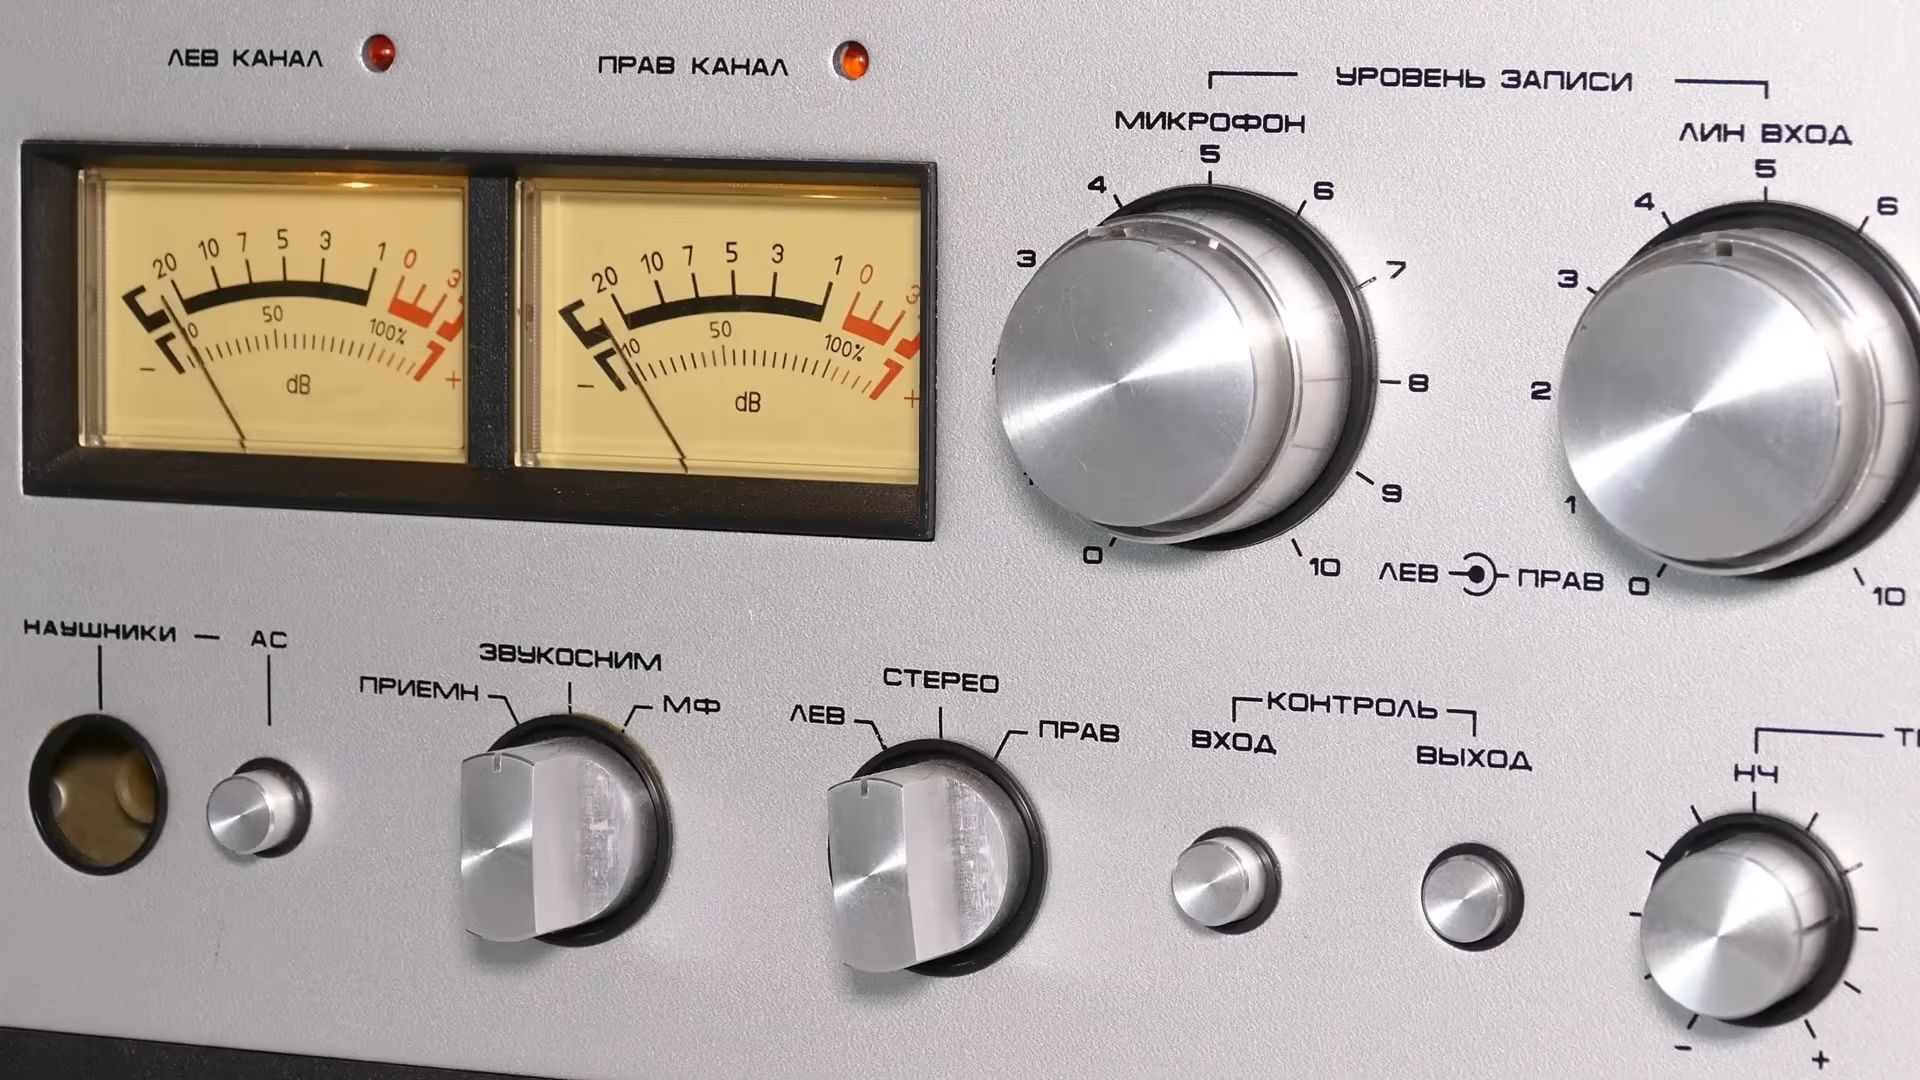 ЛЕВ КАНАЛ
ПРАВ КАНАЛ
УРОВЕНЬ ЗАПИСИ
МИКРОФОН
ЛИН ВХОД
20 10 7 5 3 1 0 3
50 100%
- dB +
20 10 7 5 3 1 0 3
10 50 100%
- dB +
0 3 4 5 6 7 8 9 10
0 1 2 3 4 5 6 10
ЛЕВ ПРАВ
НАУШНИКИ — АС
ПРИЕМН ЗВУКОСНИМ МФ
ЛЕВ СТЕРЕО ПРАВ
КОНТРОЛЬ
ВХОД ВЫХОД
НЧ
- +